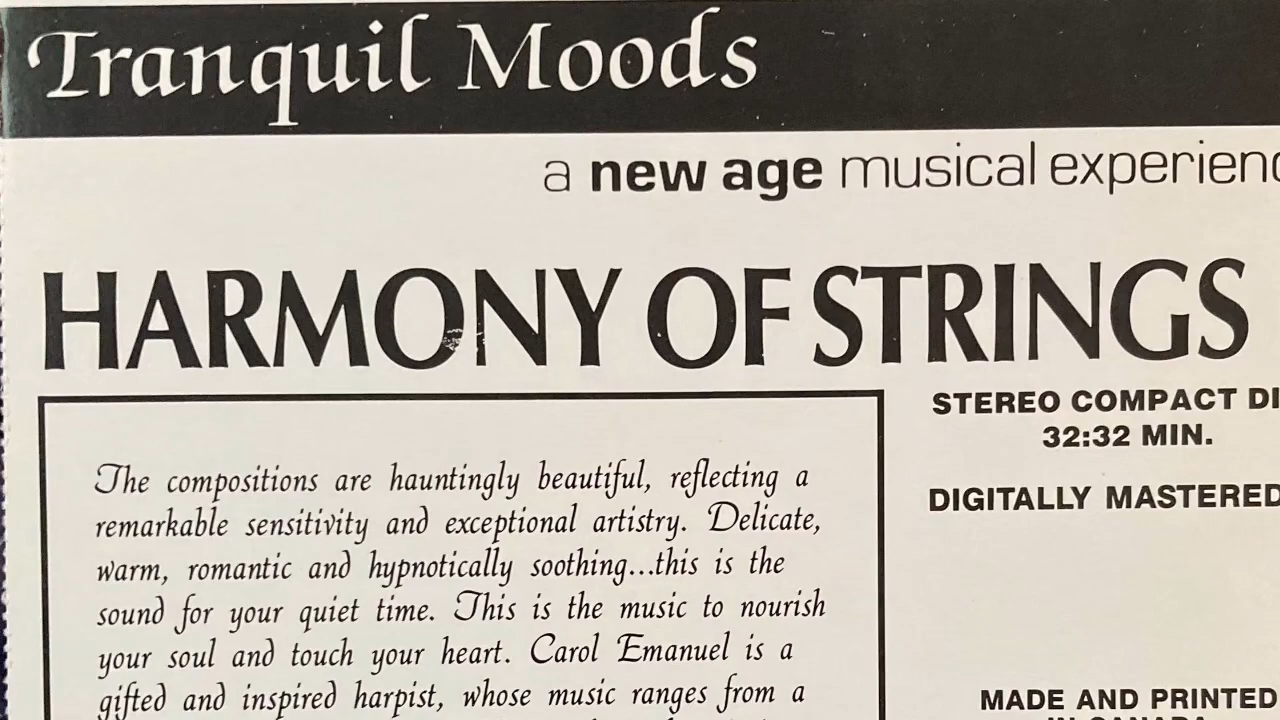 Tranquil Moods
a new age musical experienc
HARMONY OF STRINGS
STEREO COMPACT DI
32:32 MIN.
DIGITALLY MASTERED
The compositions are hauntingly beautiful, reflecting a
remarkable sensitivity and exceptional artistry. Delicate,
warm, romantic and hypnotically soothing...this is the
sound for your quiet time. This is the music to nourish
your soul and touch your heart. Carol Emanuel is a
gifted and inspired harpist, whose music ranges from a
MADE AND PRINTED
IN CANADA